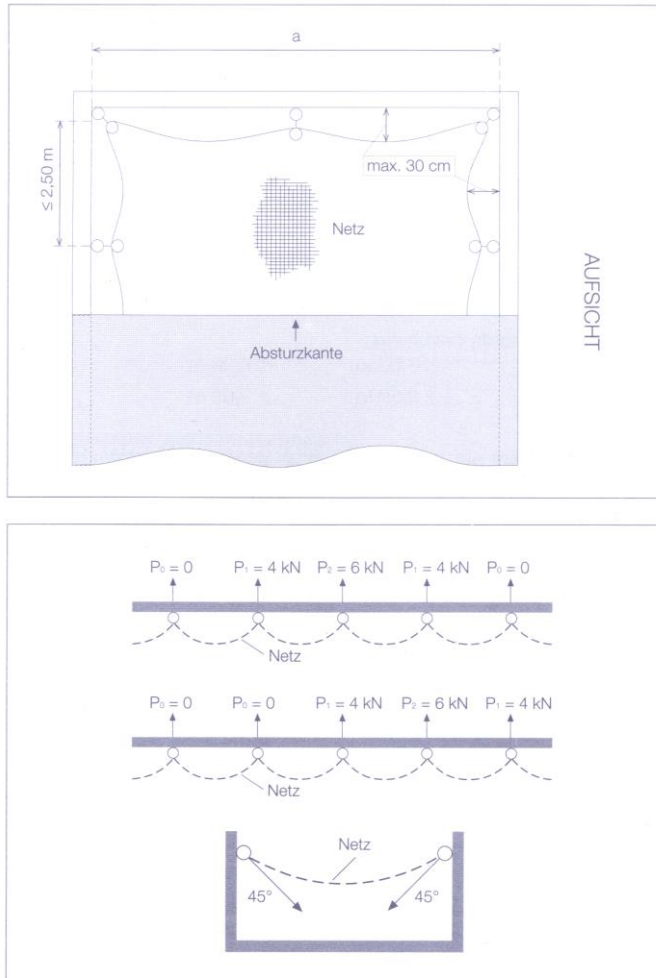 a
≤ 2,50 m
max. 30 cm
Netz
AUFSICHT
Absturzkante
P₀ = 0 P₁ = 4 kN P₂ = 6 kN P₁ = 4 kN P₀ = 0
Netz
P₀ = 0 P₀ = 0 P₁ = 4 kN P₂ = 6 kN P₁ = 4 kN
Netz
Netz
45° 45°